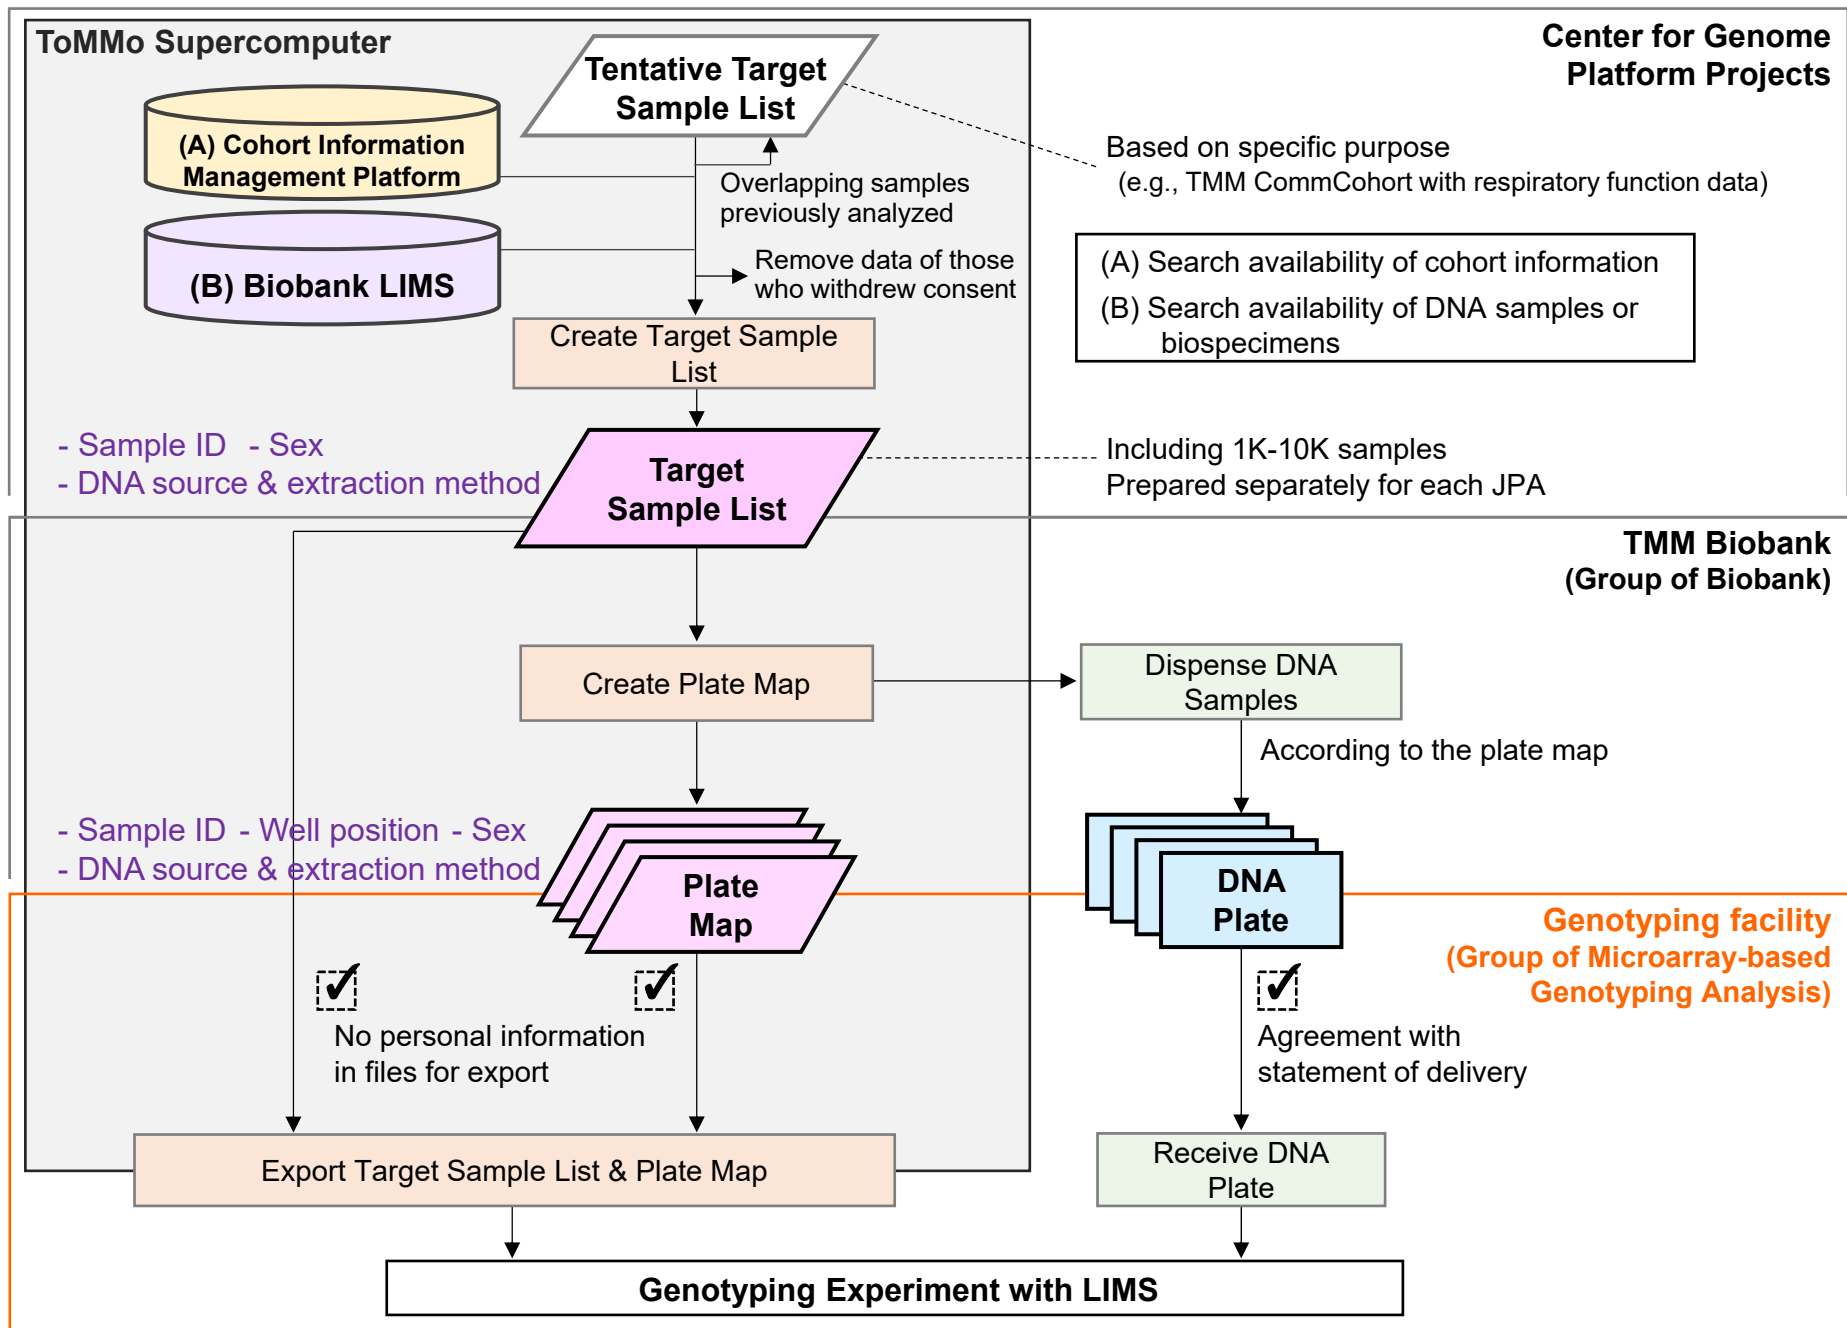 ToMMo Supercomputer
Center for Genome
Platform Projects
Tentative Target
Sample List
(A) Cohort Information
Management Platform
Based on specific purpose
(e.g., TMM CommCohort with respiratory function data)
Overlapping samples
previously analyzed
(B) Biobank LIMS
Remove data of those
who withdrew consent
(A) Search availability of cohort information
(B) Search availability of DNA samples or
biospecimens
Create Target Sample
List
- Sample ID - Sex
- DNA source & extraction method
Target
Sample List
Including 1K-10K samples
Prepared separately for each JPA
TMM Biobank
(Group of Biobank)
Create Plate Map
Dispense DNA
Samples
According to the plate map
- Sample ID - Well position - Sex
- DNA source & extraction method
Plate
Map
DNA
Plate
Genotyping facility
(Group of Microarray-based
Genotyping Analysis)
No personal information
in files for export
Agreement with
statement of delivery
Export Target Sample List & Plate Map
Receive DNA
Plate
Genotyping Experiment with LIMS